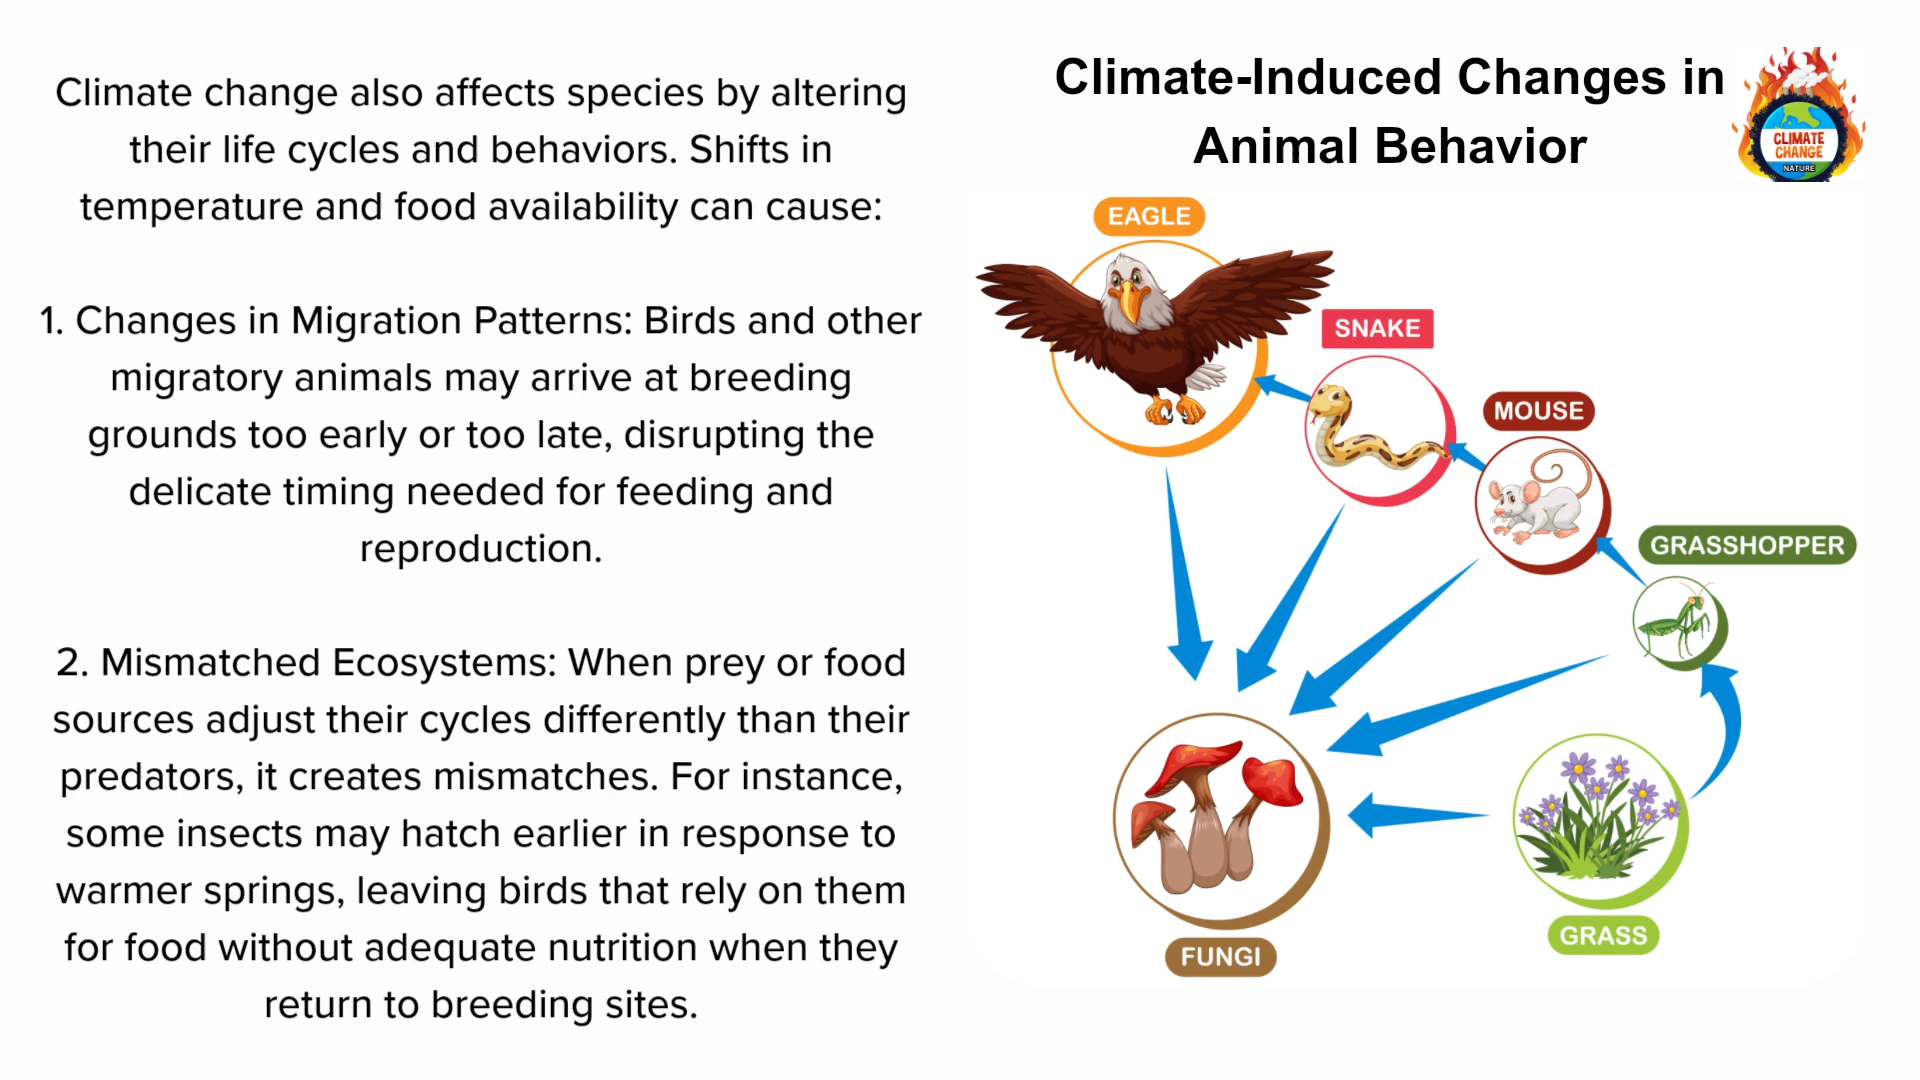 Climate change also affects species by altering
their life cycles and behaviors. Shifts in
temperature and food availability can cause:
1. Changes in Migration Patterns: Birds and other
migratory animals may arrive at breeding
grounds too early or too late, disrupting the
delicate timing needed for feeding and
reproduction.
2. Mismatched Ecosystems: When prey or food
sources adjust their cycles differently than their
predators, it creates mismatches. For instance,
some insects may hatch earlier in response to
warmer springs, leaving birds that rely on them
for food without adequate nutrition when they
return to breeding sites.
Climate-Induced Changes in
Animal Behavior
CLIMATE
CHANGE
NATURE
EAGLE
SNAKE
MOUSE
GRASSHOPPER
GRASS
FUNGI